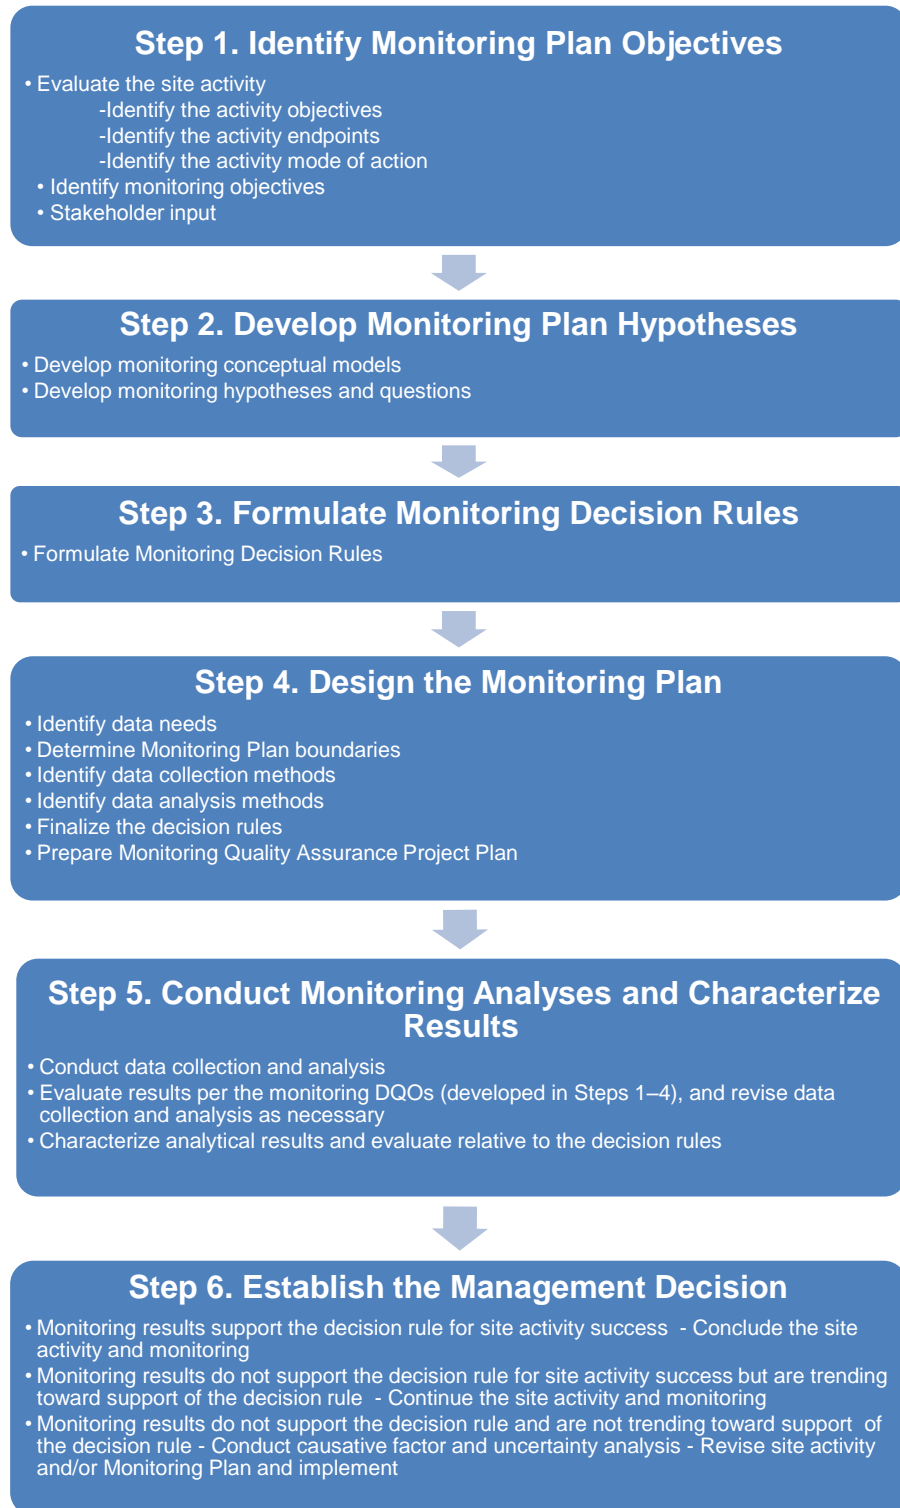 Step 1. Identify Monitoring Plan Objectives
• Evaluate the site activity
-Identify the activity objectives
-Identify the activity endpoints
-Identify the activity mode of action
• Identify monitoring objectives
• Stakeholder input
Step 2. Develop Monitoring Plan Hypotheses
• Develop monitoring conceptual models
• Develop monitoring hypotheses and questions
Step 3. Formulate Monitoring Decision Rules
• Formulate Monitoring Decision Rules
Step 4. Design the Monitoring Plan
• Identify data needs
• Determine Monitoring Plan boundaries
• Identify data collection methods
• Identify data analysis methods
• Finalize the decision rules
• Prepare Monitoring Quality Assurance Project Plan
Step 5. Conduct Monitoring Analyses and Characterize
Results
• Conduct data collection and analysis
• Evaluate results per the monitoring DQOs (developed in Steps 1–4), and revise data
collection and analysis as necessary
• Characterize analytical results and evaluate relative to the decision rules
Step 6. Establish the Management Decision
• Monitoring results support the decision rule for site activity success - Conclude the site
activity and monitoring
• Monitoring results do not support the decision rule for site activity success but are trending
toward support of the decision rule - Continue the site activity and monitoring
• Monitoring results do not support the decision rule and are not trending toward support of
the decision rule - Conduct causative factor and uncertainty analysis - Revise site activity
and/or Monitoring Plan and implement